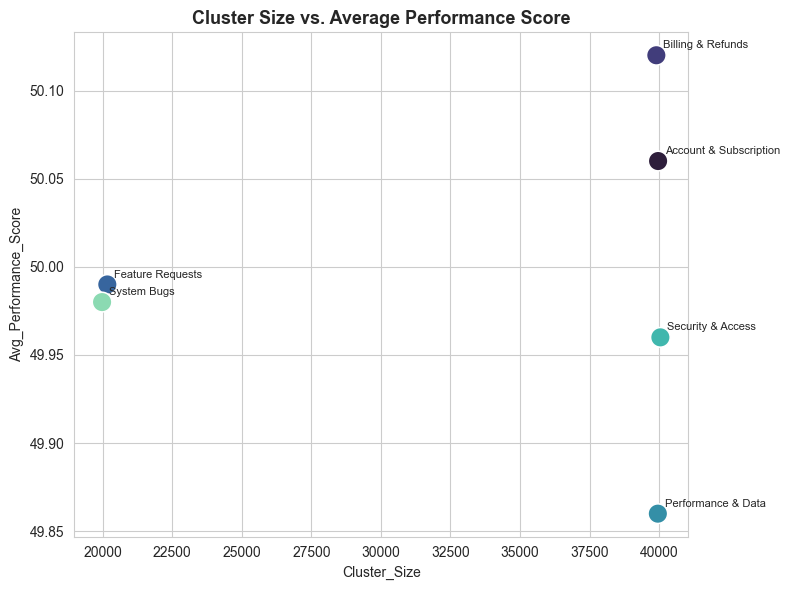 Cluster Size vs. Average Performance Score
Billing & Refunds
50.10
Account & Subscription
50.05
50.00
Feature Requests
System Bugs
Avg_Performance_Score
49.95
Security & Access
49.90
Performance & Data
49.85
20000 22500 25000 27500 30000 32500 35000 37500 40000
Cluster_Size